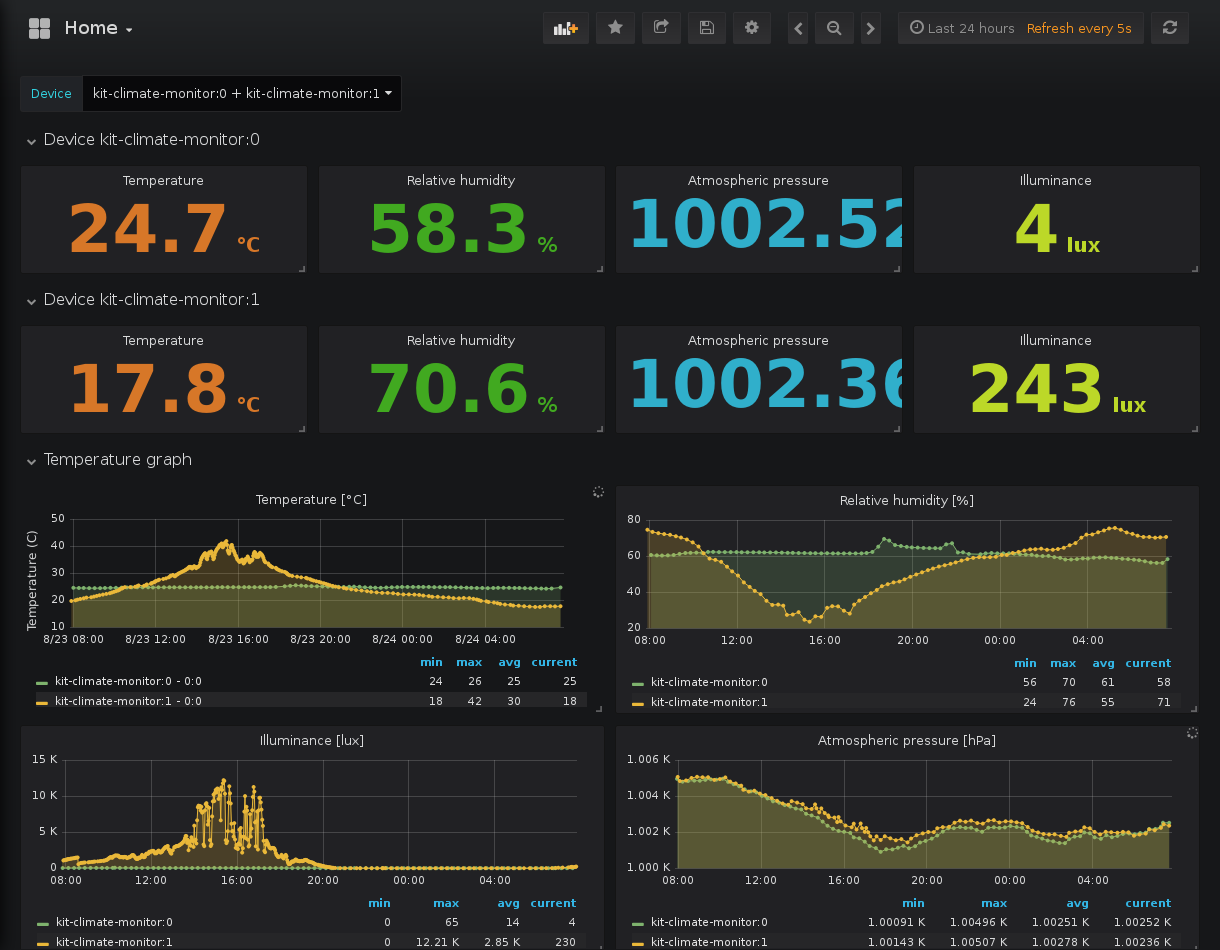 Home
Last 24 hours Refresh every 5s
Device kit-climate-monitor:0 + kit-climate-monitor:1
Device kit-climate-monitor:0
Temperature Relative humidity Atmospheric pressure Illuminance
24.7 °C 58.3 % 1002.52 4 lux
Device kit-climate-monitor:1
Temperature Relative humidity Atmospheric pressure Illuminance
17.8 °C 70.6 % 1002.36 243 lux
Temperature graph
Temperature [°C]
Temperature (C)
50
40
30
20
10
8/23 08:00 8/23 12:00 8/23 16:00 8/23 20:00 8/24 00:00 8/24 04:00
min max avg current
kit-climate-monitor:0 - 0:0 24 26 25 25
kit-climate-monitor:1 - 0:0 18 42 30 18
Relative humidity [%]
80
60
40
20
08:00 12:00 16:00 20:00 00:00 04:00
min max avg current
kit-climate-monitor:0 56 70 61 58
kit-climate-monitor:1 24 76 55 71
Illuminance [lux]
15 K
10 K
5 K
0
08:00 12:00 16:00 20:00 00:00 04:00
min max avg current
kit-climate-monitor:0 0 65 14 4
kit-climate-monitor:1 0 12.21 K 2.85 K 230
Atmospheric pressure [hPa]
1.006 K
1.004 K
1.002 K
1.000 K
08:00 12:00 16:00 20:00 00:00 04:00
min max avg current
kit-climate-monitor:0 1.00091 K 1.00496 K 1.00251 K 1.00252 K
kit-climate-monitor:1 1.00143 K 1.00507 K 1.00278 K 1.00236 K